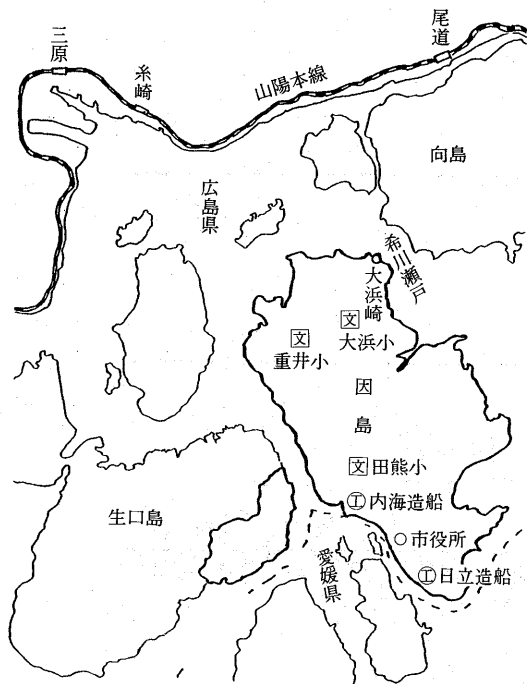 尾道
三原
糸崎
山陽本線
向島
広島県
希川瀬戸
大浜崎
文
大浜小
文
重井小
因島
文田熊小
工内海造船
生口島
市役所
愛媛県
工日立造船